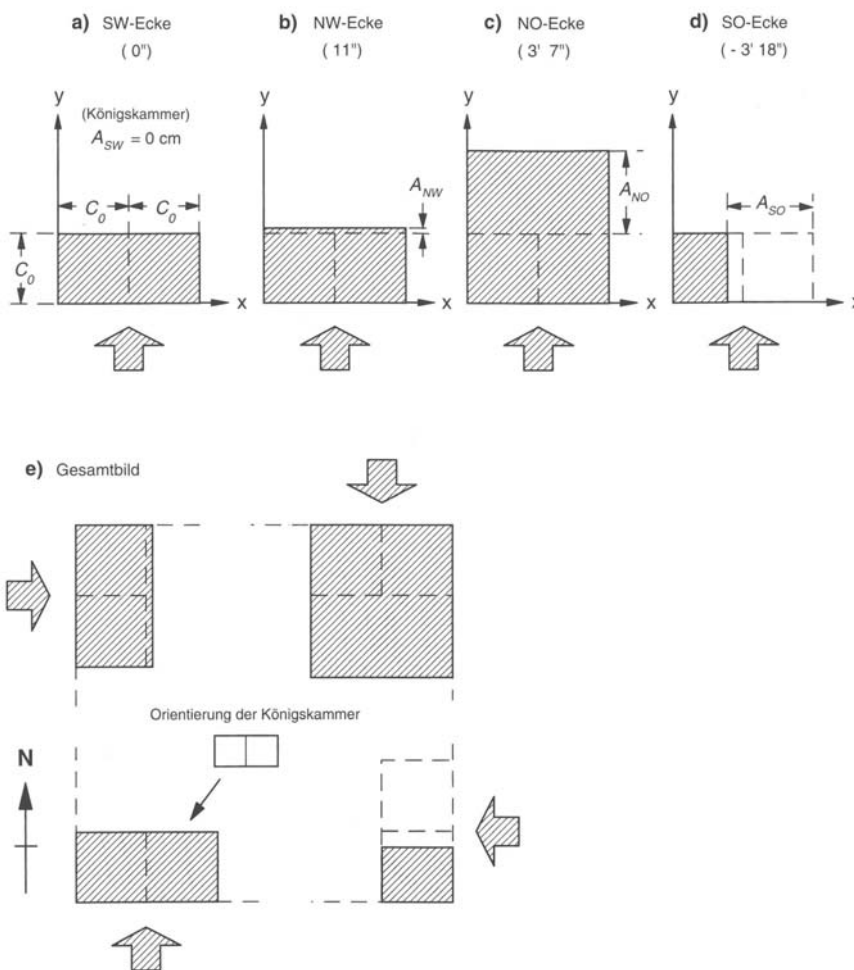 a) SW-Ecke
( 0")
b) NW-Ecke
( 11")
c) NO-Ecke
( 3' 7")
d) SO-Ecke
( - 3' 18")
y
(Königskammer)
A_SW = 0 cm
C_0 C_0
C_0
x
y
A_NW
x
y
A_NO
x
y
A_SO
x
e) Gesamtbild
Orientierung der Königskammer
N